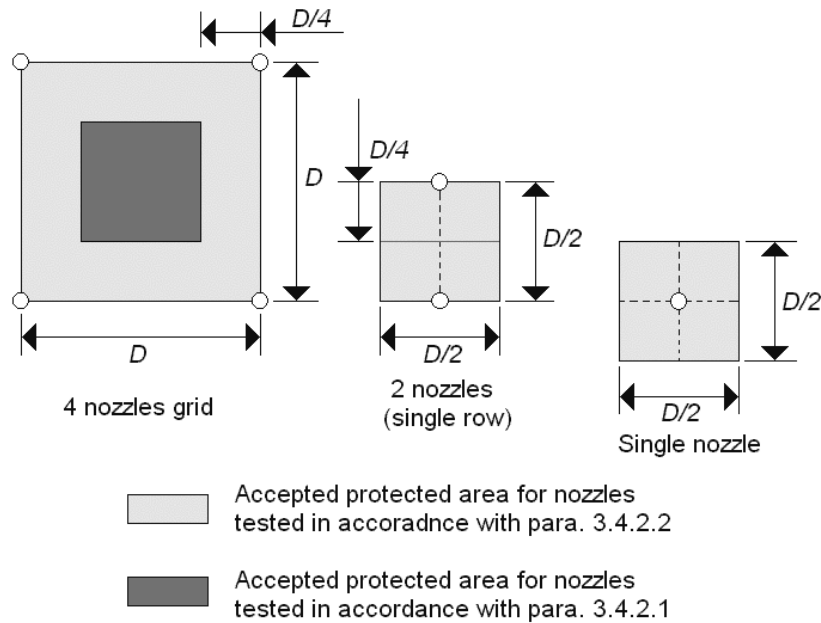 D/4
D
D
4 nozzles grid
D/4
D/2
D/2
2 nozzles
(single row)
D/2
D/2
Single nozzle
Accepted protected area for nozzles
tested in accoradnce with para. 3.4.2.2
Accepted protected area for nozzles
tested in accordance with para. 3.4.2.1